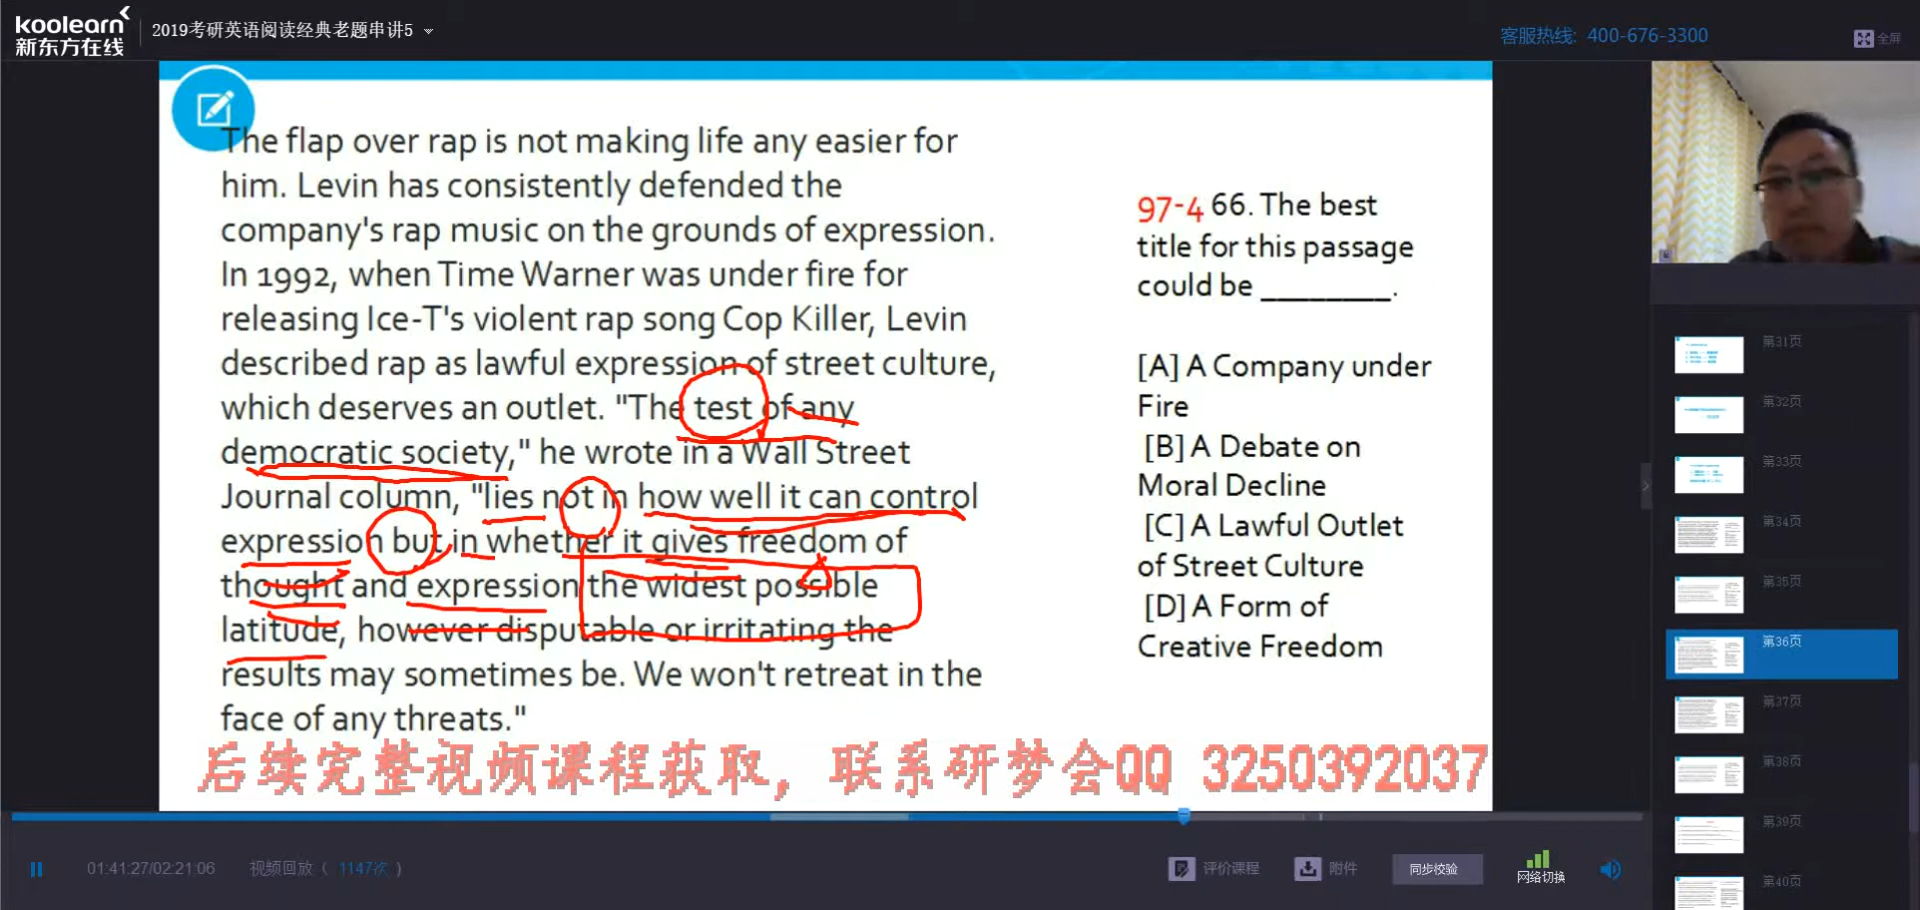 koolearn
新东方在线
2019考研英语阅读经典老题串讲5
客服热线: 400-676-3300
全屏
The flap over rap is not making life any easier for
him. Levin has consistently defended the
company's rap music on the grounds of expression.
In 1992, when Time Warner was under fire for
releasing Ice-T's violent rap song Cop Killer, Levin
described rap as lawful expression of street culture,
which deserves an outlet. "The test of any
democratic society," he wrote in a Wall Street
Journal column, "lies not in how well it can control
expression but in whether it gives freedom of
thought and expression the widest possible
latitude, however disputable or irritating the
results may sometimes be. We won't retreat in the
face of any threats."
97-4 66. The best
title for this passage
could be ________.
[A] A Company under
Fire
[B] A Debate on
Moral Decline
[C] A Lawful Outlet
of Street Culture
[D] A Form of
Creative Freedom
后续完整视频课程获取，联系研梦会QQ 3250392037
第31页
第32页
第33页
第34页
第35页
第36页
第37页
第38页
第39页
第40页
01:41:27/02:21:06
视频回放（ 1147次 ）
评价课程
附件
同步校验
网络切换